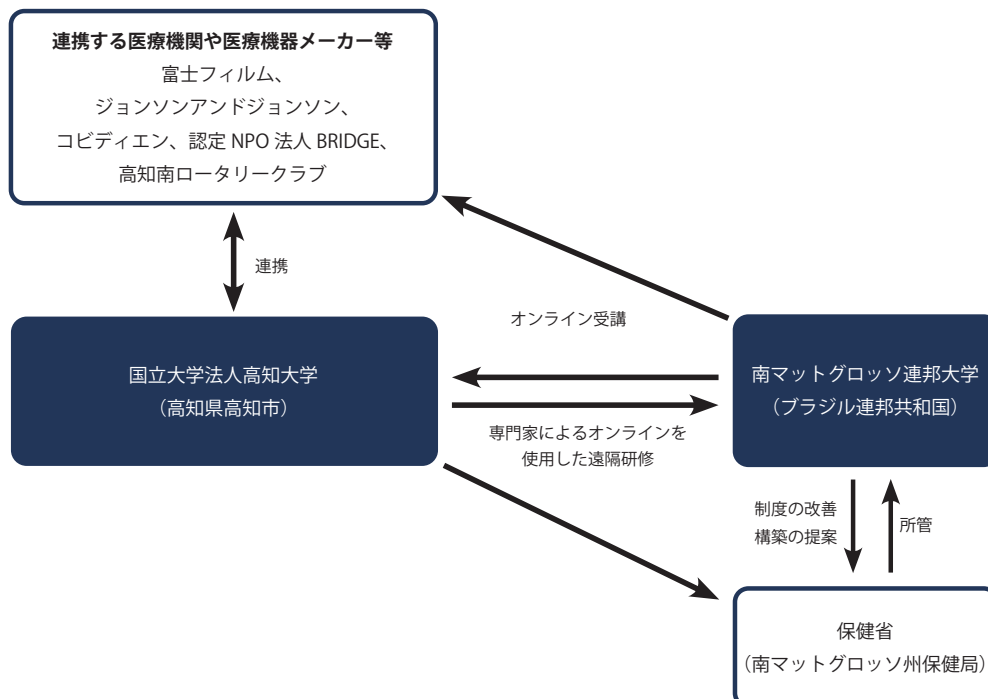 連携する医療機関や医療機器メーカー等
富士フィルム、
ジョンソンアンドジョンソン、
コビディエン、認定 NPO 法人 BRIDGE、
高知南ロータリークラブ
連携
オンライン受講
国立大学法人高知大学
（高知県高知市）
南マットグロッソ連邦大学
（ブラジル連邦共和国）
専門家によるオンラインを
使用した遠隔研修
制度の改善
構築の提案
所管
保健省
（南マットグロッソ州保健局）